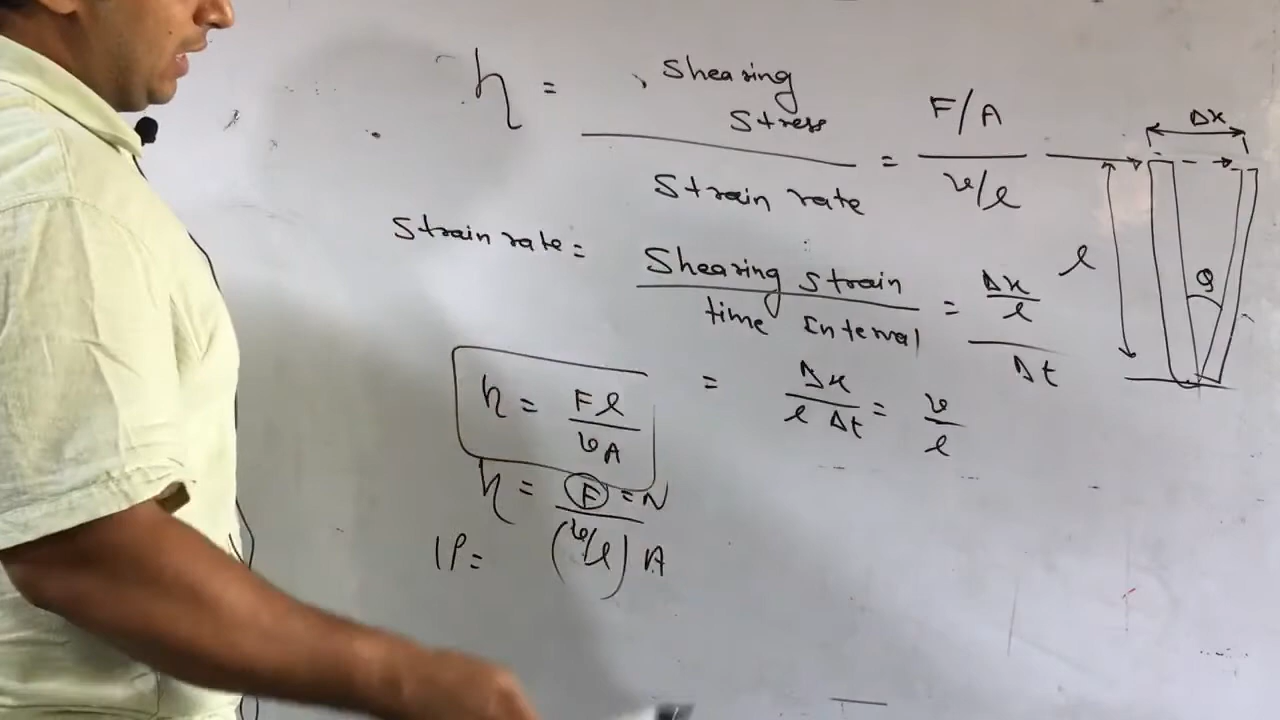 η = Shearing Stress / Strain rate = F/A / v/l
Δx
l
θ
Strain rate = Shearing strain / time Interval = Δx/l / Δt
= Δx / l Δt = v / l
η = Fl / vA
η = F = N / (v/l) A
1P =